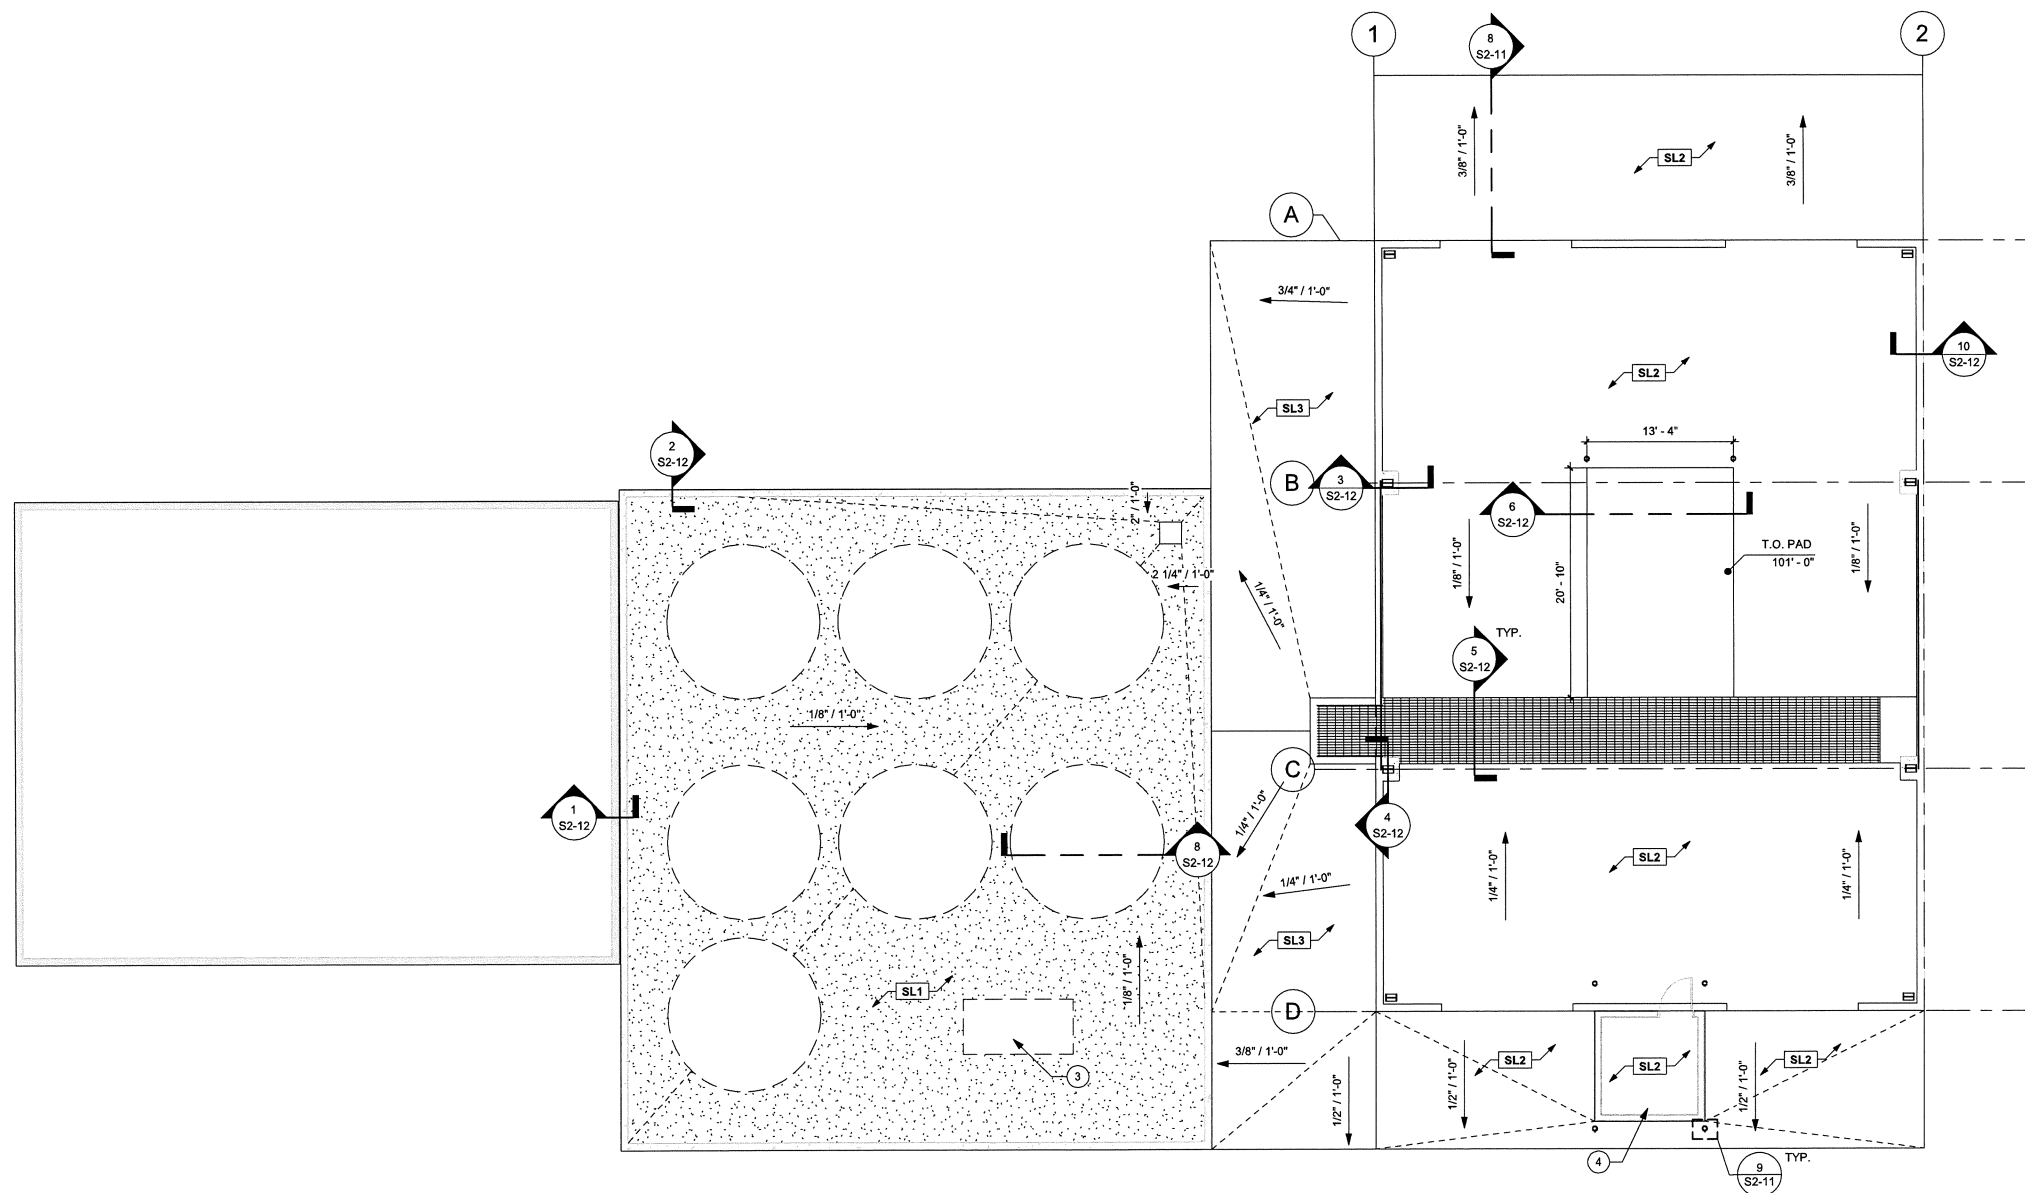 1
8
S2-11
2
3/8" / 1'-0"
SL2
3/8" / 1'-0"
A
3/4" / 1'-0"
10
S2-12
SL2
SL3
13' - 4"
2
S2-12
B
3
S2-12
2" / 1'-0"
6
S2-12
1/8" / 1'-0"
T.O. PAD
101' - 0"
1/8" / 1'-0"
2 1/4" / 1'-0"
1/4" / 1'-0"
20' - 10"
TYP.
5
S2-12
1/8" / 1'-0"
C
1
S2-12
1/4" / 1'-0"
4
S2-12
8
S2-12
SL2
1/4" / 1'-0"
1/4" / 1'-0"
1/4" / 1'-0"
SL3
SL1
1/8" / 1'-0"
D
3/8" / 1'-0"
SL2
SL2
SL2
3
1/2" / 1'-0"
1/2" / 1'-0"
1/2" / 1'-0"
4
9
S2-11
TYP.